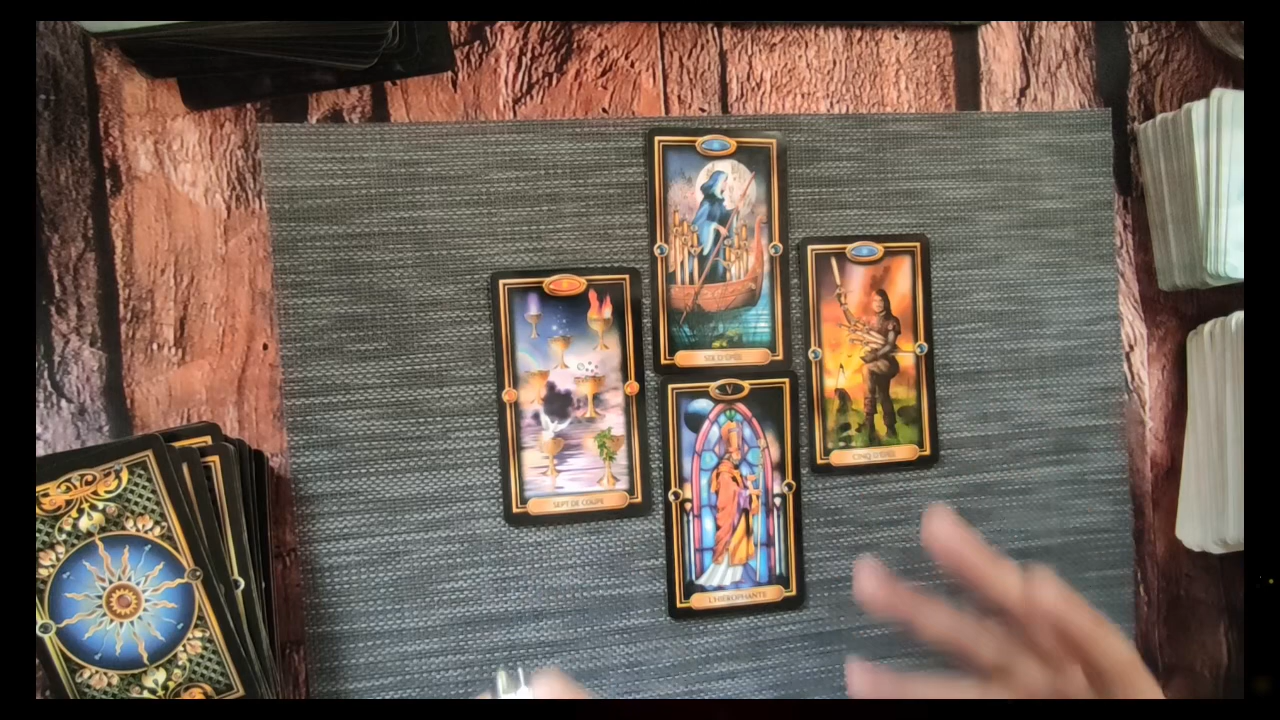 SIX D'ÉPÉE
CINQ D'ÉPÉE
SEPT DE COUPE
V
L'HIÉROPHANTE